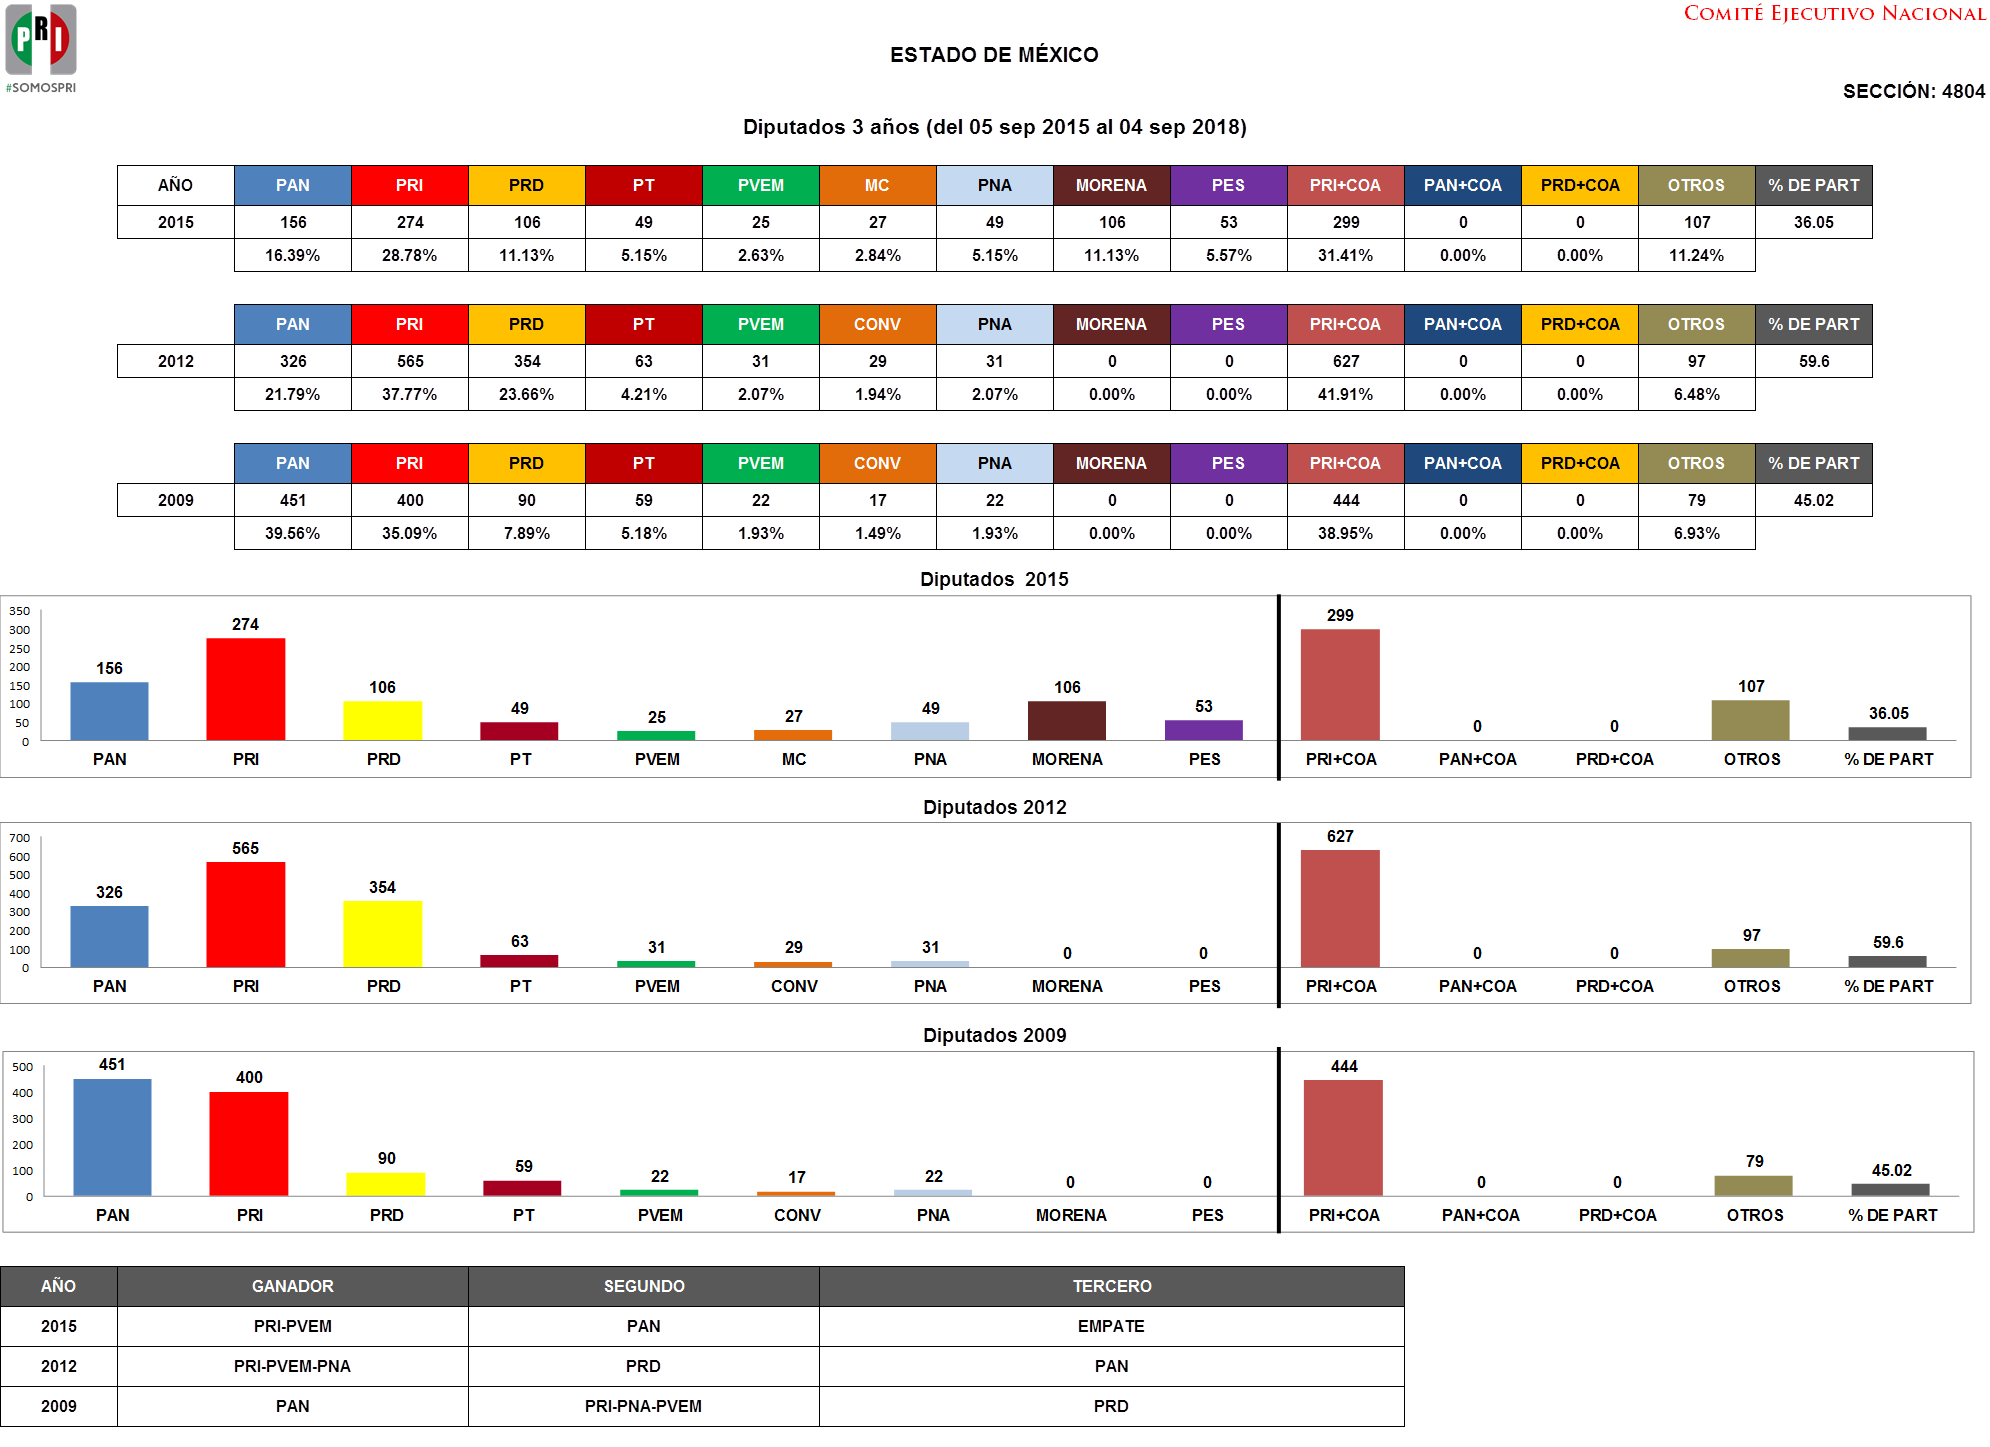 PRI
#SOMOSPRI
COMITÉ EJECUTIVO NACIONAL
ESTADO DE MÉXICO
SECCIÓN: 4804
Diputados 3 años (del 05 sep 2015 al 04 sep 2018)
AÑO PAN PRI PRD PT PVEM MC PNA MORENA PES PRI+COA PAN+COA PRD+COA OTROS % DE PART
2015 156 274 106 49 25 27 49 106 53 299 0 0 107 36.05
16.39% 28.78% 11.13% 5.15% 2.63% 2.84% 5.15% 11.13% 5.57% 31.41% 0.00% 0.00% 11.24%
PAN PRI PRD PT PVEM CONV PNA MORENA PES PRI+COA PAN+COA PRD+COA OTROS % DE PART
2012 326 565 354 63 31 29 31 0 0 627 0 0 97 59.6
21.79% 37.77% 23.66% 4.21% 2.07% 1.94% 2.07% 0.00% 0.00% 41.91% 0.00% 0.00% 6.48%
PAN PRI PRD PT PVEM CONV PNA MORENA PES PRI+COA PAN+COA PRD+COA OTROS % DE PART
2009 451 400 90 59 22 17 22 0 0 444 0 0 79 45.02
39.56% 35.09% 7.89% 5.18% 1.93% 1.49% 1.93% 0.00% 0.00% 38.95% 0.00% 0.00% 6.93%
Diputados 2015
350
300
250
200
150
100
50
0
156 274 106 49 25 27 49 106 53 299 0 0 107 36.05
PAN PRI PRD PT PVEM MC PNA MORENA PES PRI+COA PAN+COA PRD+COA OTROS % DE PART
Diputados 2012
700
600
500
400
300
200
100
0
326 565 354 63 31 29 31 0 0 627 0 0 97 59.6
PAN PRI PRD PT PVEM CONV PNA MORENA PES PRI+COA PAN+COA PRD+COA OTROS % DE PART
Diputados 2009
500
400
300
200
100
0
451 400 90 59 22 17 22 0 0 444 0 0 79 45.02
PAN PRI PRD PT PVEM CONV PNA MORENA PES PRI+COA PAN+COA PRD+COA OTROS % DE PART
AÑO GANADOR SEGUNDO TERCERO
2015 PRI-PVEM PAN EMPATE
2012 PRI-PVEM-PNA PRD PAN
2009 PAN PRI-PNA-PVEM PRD